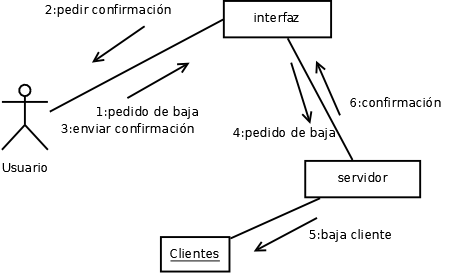 2:pedir confirmación
interfaz
1:pedido de baja
3:enviar confirmación
6:confirmación
4:pedido de baja
Usuario
servidor
5:baja cliente
Clientes